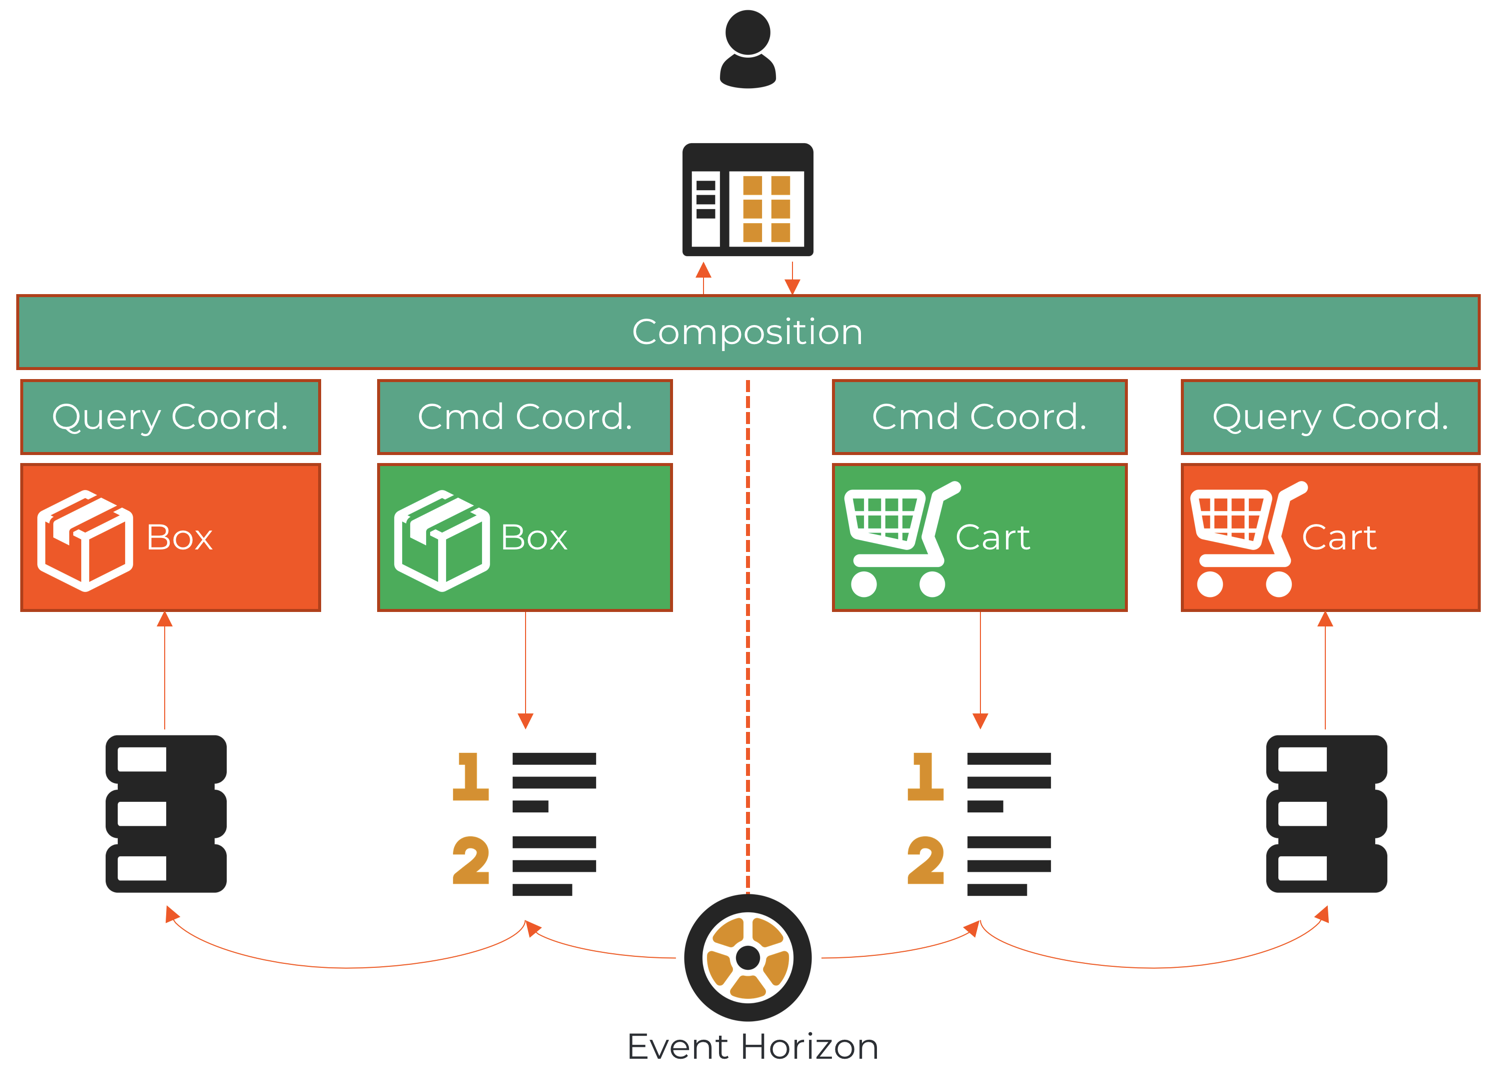 Composition
Query Coord.
Cmd Coord.
Cmd Coord.
Query Coord.
Box
Box
Cart
Cart
1
1
2
2
Event Horizon